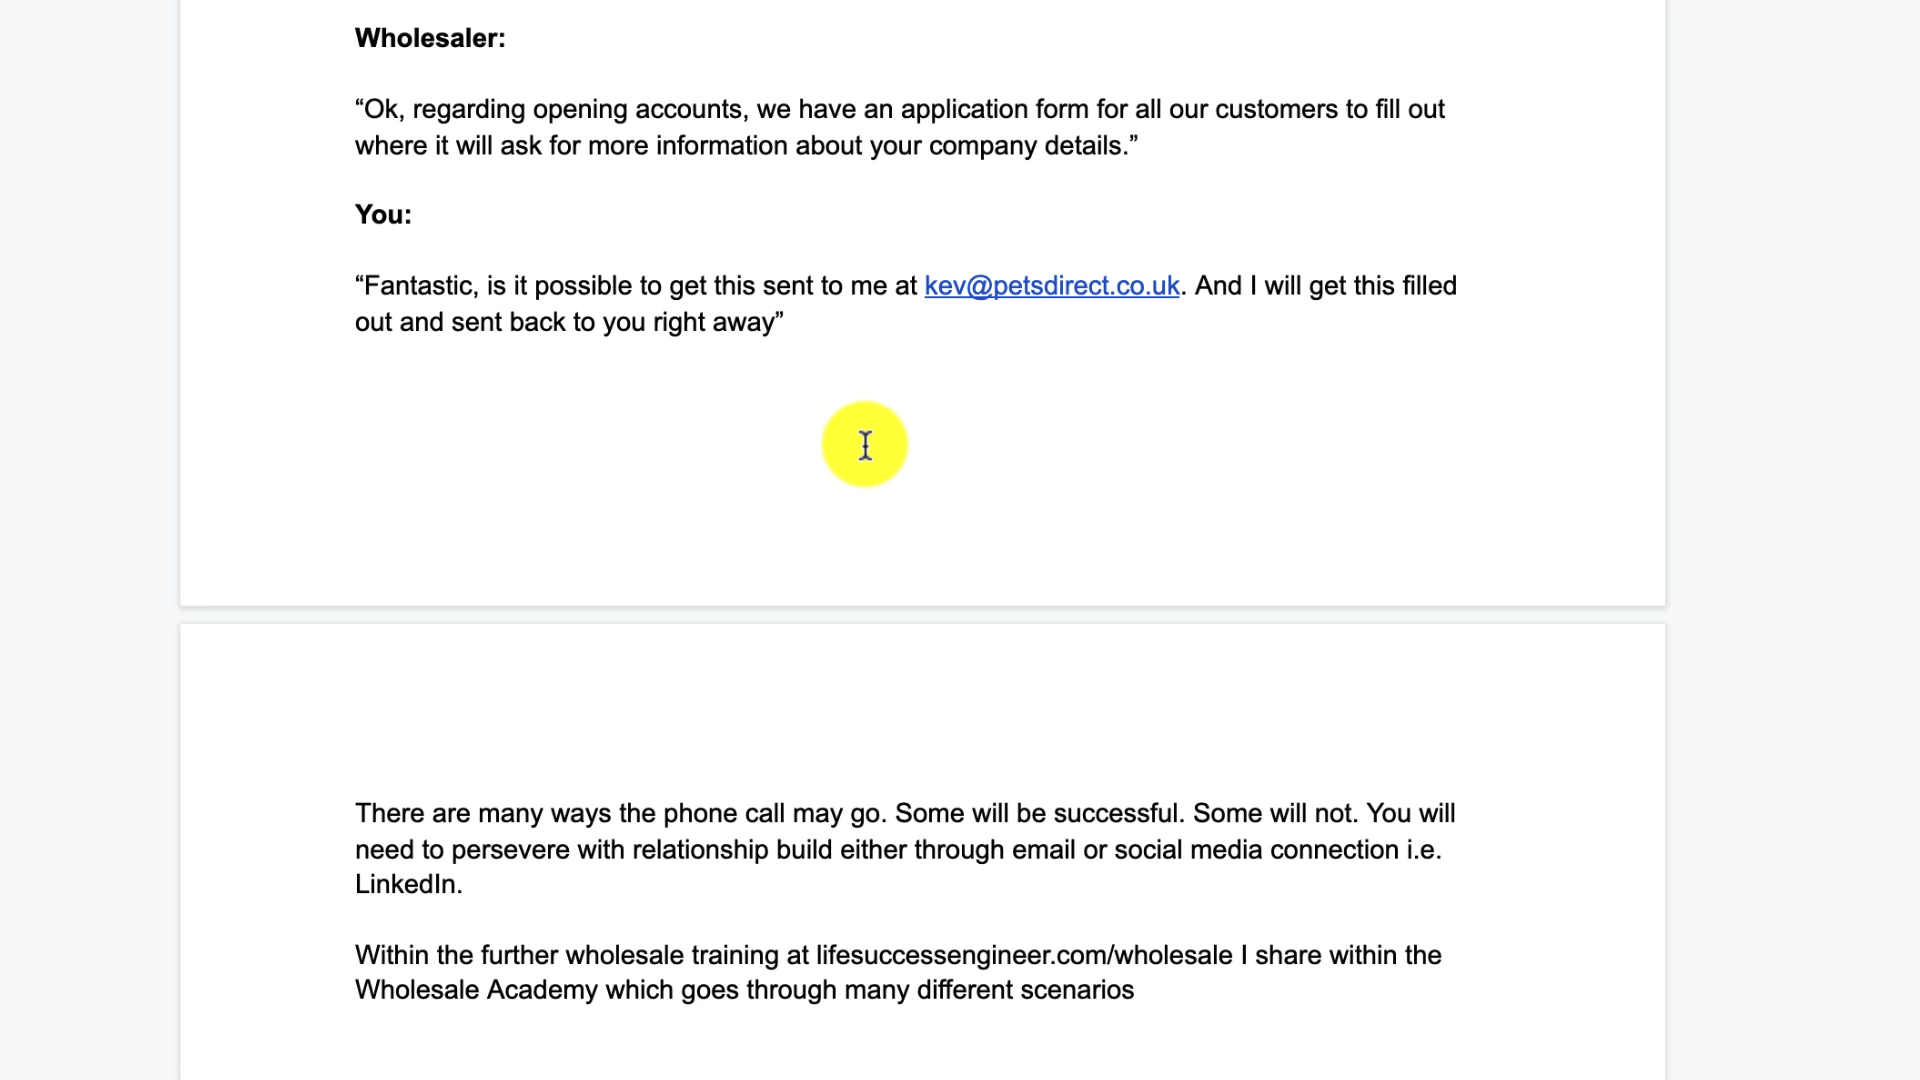 Wholesaler:
“Ok, regarding opening accounts, we have an application form for all our customers to fill out
where it will ask for more information about your company details.”
You:
“Fantastic, is it possible to get this sent to me at kev@petsdirect.co.uk. And I will get this filled
out and sent back to you right away”
There are many ways the phone call may go. Some will be successful. Some will not. You will
need to persevere with relationship build either through email or social media connection i.e.
LinkedIn.
Within the further wholesale training at lifesuccessengineer.com/wholesale I share within the
Wholesale Academy which goes through many different scenarios